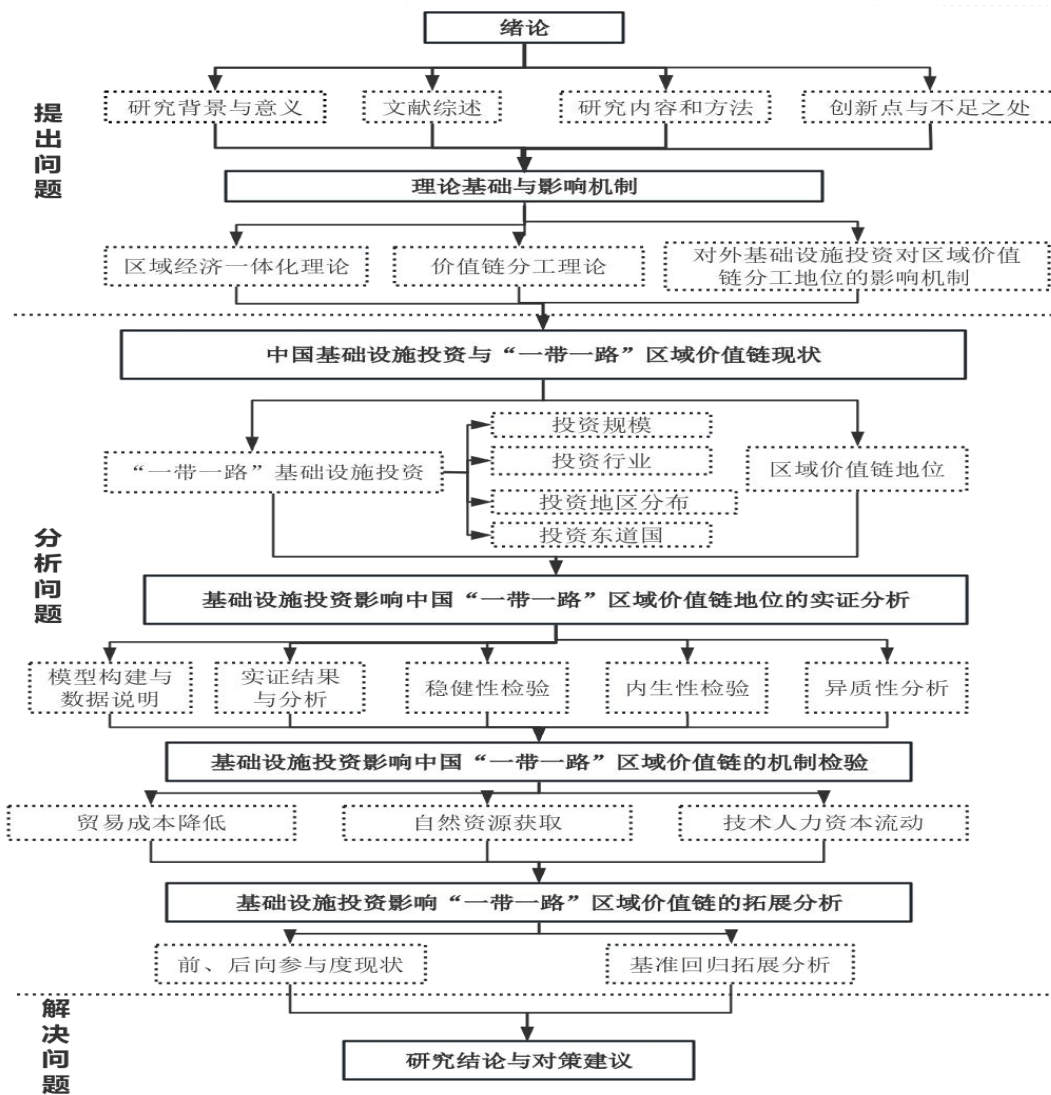 绪论
提出问题
研究背景与意义
文献综述
研究内容和方法
创新点与不足之处
理论基础与影响机制
区域经济一体化理论
价值链分工理论
对外基础设施投资对区域价值
链分工地位的影响机制
分析问题
中国基础设施投资与“一带一路”区域价值链现状
“一带一路”基础设施投资
投资规模
投资行业
投资地区分布
投资东道国
区域价值链地位
基础设施投资影响中国“一带一路”区域价值链地位的实证分析
模型构建与
数据说明
实证结果
与分析
稳健性检验
内生性检验
异质性分析
基础设施投资影响中国“一带一路”区域价值链的机制检验
贸易成本降低
自然资源获取
技术人力资本流动
基础设施投资影响“一带一路”区域价值链的拓展分析
前、后向参与度现状
基准回归拓展分析
解决问题
研究结论与对策建议